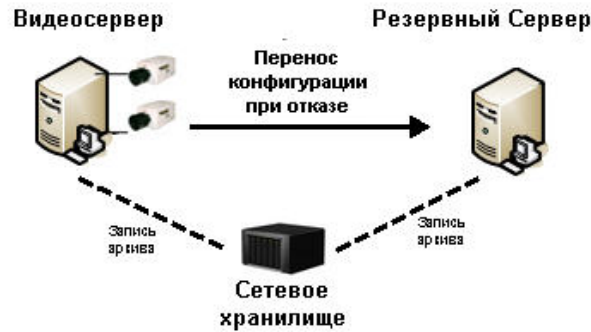 Видеосервер
Резервный Сервер
Перенос
конфигурации
при отказе
Запись
архива
Запись
архива
Сетевое
хранилище